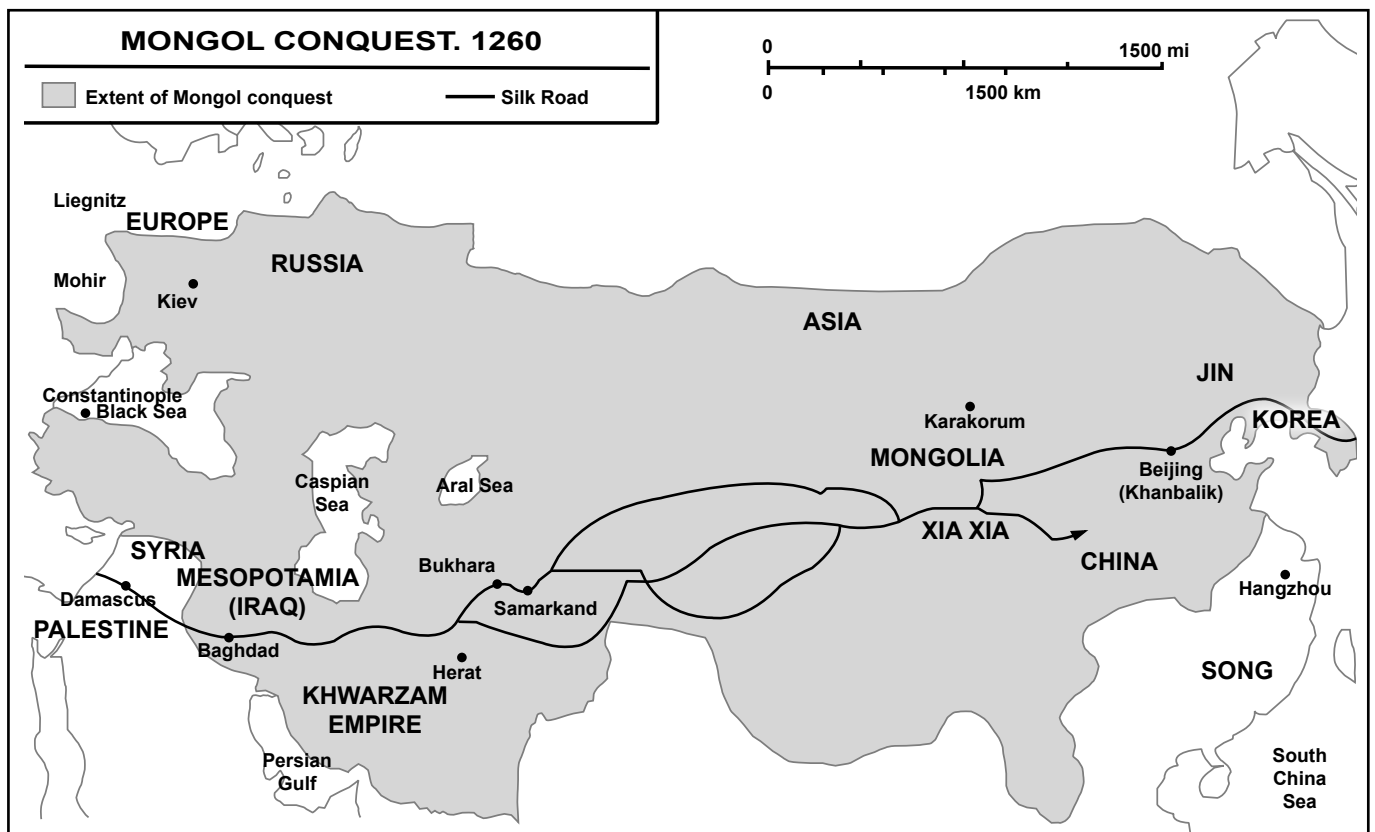 MONGOL CONQUEST. 1260
Extent of Mongol conquest
Silk Road
0
1500 mi
0
1500 km
Liegnitz
EUROPE
RUSSIA
Mohir
Kiev
ASIA
JIN
Constantinople
Black Sea
Karakorum
KOREA
MONGOLIA
Beijing
(Khanbalik)
Caspian
Sea
Aral Sea
XIA XIA
SYRIA
MESOPOTAMIA
(IRAQ)
Bukhara
CHINA
Damascus
Samarkand
Hangzhou
PALESTINE
Baghdad
Herat
SONG
KHWARZAM
EMPIRE
Persian
Gulf
South
China
Sea